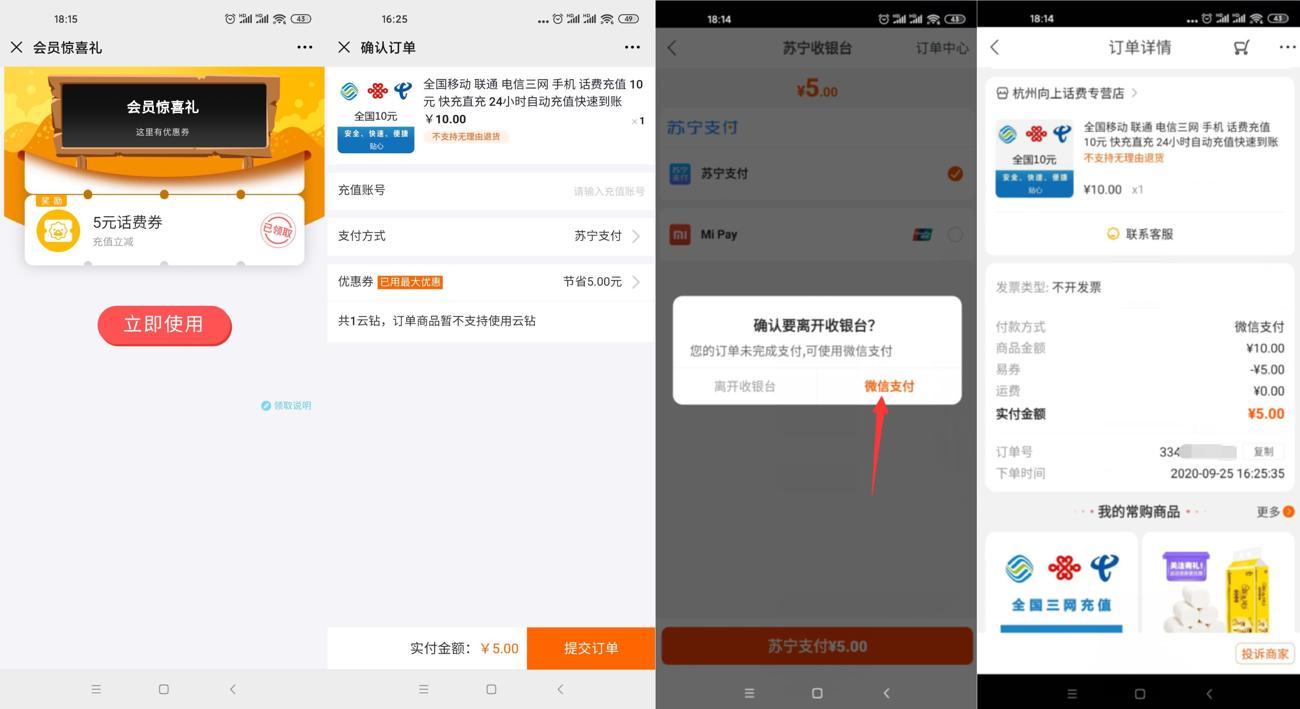 18:15
43
会员惊喜礼
会员惊喜礼
这里有优惠券
奖励
5元话费券
充值立减
已领取
立即使用
领取说明
16:25
49
确认订单
全国移动 联通 电信三网 手机 话费充值 10
元 快充直充 24小时自动充值快速到账
￥10.00
×1
不支持无理由退货
全国10元
安全、快速、便捷
贴心
充值账号
请输入充值账号
支付方式
苏宁支付
优惠券 已用最大优惠
节省5.00元
共1云钻，订单商品暂不支持使用云钻
实付金额：￥5.00
提交订单
18:14
43
苏宁收银台
订单中心
¥5.00
苏宁支付
苏宁支付
苏宁支付
Mi Pay
确认要离开收银台?
您的订单未完成支付,可使用微信支付
离开收银台
微信支付
苏宁支付¥5.00
18:14
43
订单详情
杭州向上话费专营店
全国移动 联通 电信三网 手机 话费充值
10元 快充直充 24小时自动充值快速到账
不支持无理由退货
¥10.00 x1
全国10元
安全、快速、便捷
贴心
联系客服
发票类型: 不开发票
付款方式
微信支付
商品金额
¥10.00
易券
-¥5.00
运费
¥0.00
实付金额
¥5.00
订单号
334
复制
下单时间
2020-09-25 16:25:35
我的常购商品
更多
全国三网充值
关注有礼!
投诉商家